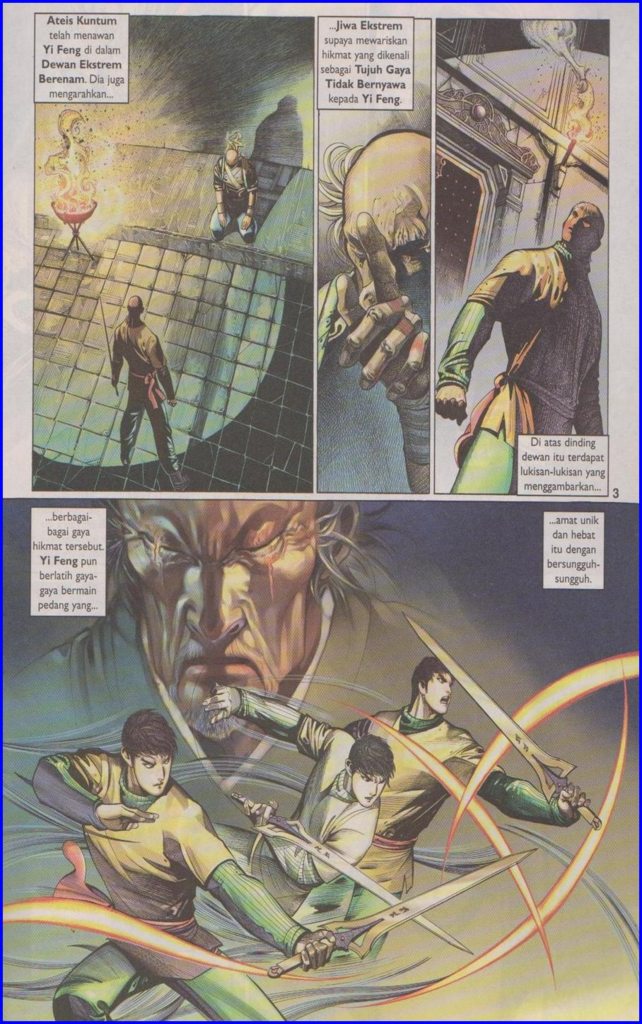 Ateis Kuntum
telah menawan
Yi Feng di dalam
Dewan Ekstrem
Berenam. Dia juga
mengarahkan...
...Jiwa Ekstrem
supaya mewariskan
hikmat yang dikenali
sebagai Tujuh Gaya
Tidak Bernyawa
kepada Yi Feng.
Di atas dinding
dewan itu terdapat
lukisan-lukisan yang
menggambarkan...
3
...berbagai-
bagai gaya
hikmat tersebut.
Yi Feng pun
berlatih gaya-
gaya bermain
pedang yang...
...amat unik
dan hebat
itu dengan
bersungguh-
sungguh.